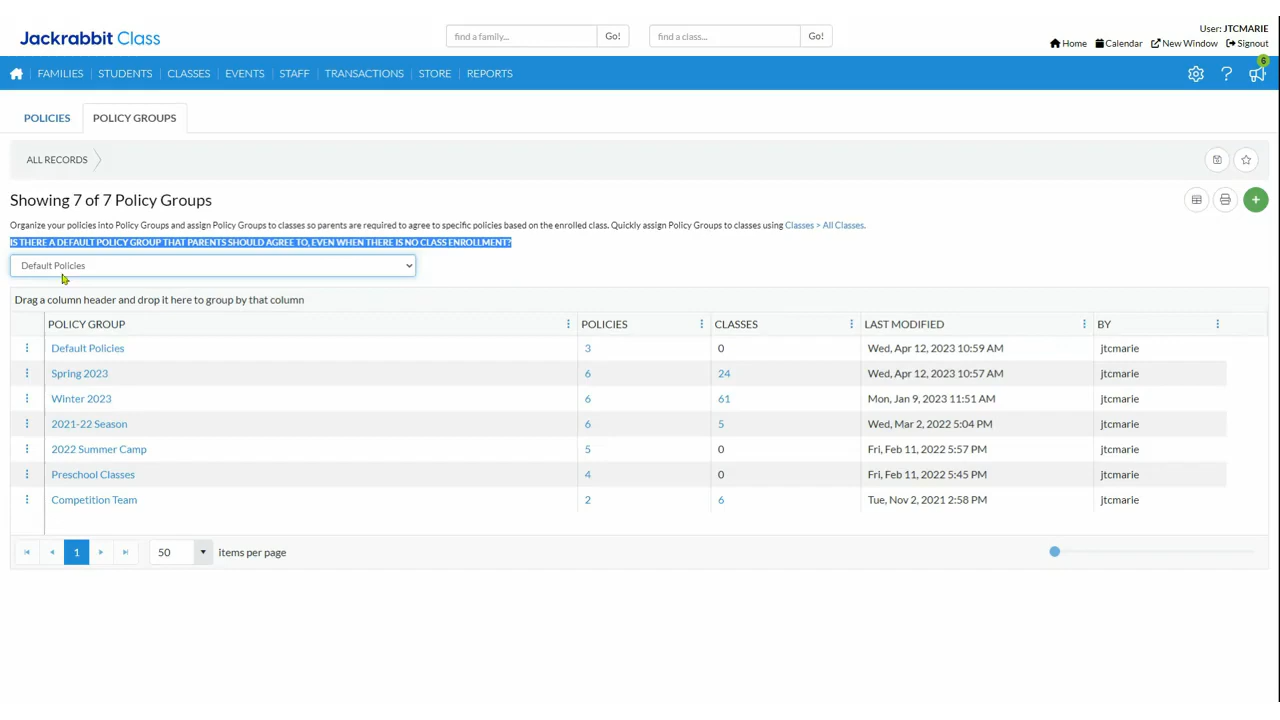 Jackrabbit Class
find a family... Go! find a class... Go!
User: JTCMARIE
Home Calendar New Window Signout
FAMILIES STUDENTS CLASSES EVENTS STAFF TRANSACTIONS STORE REPORTS
? 6
POLICIES POLICY GROUPS
ALL RECORDS
Showing 7 of 7 Policy Groups
Organize your policies into Policy Groups and assign Policy Groups to classes so parents are required to agree to specific policies based on the enrolled class. Quickly assign Policy Groups to classes using Classes > All Classes.
IS THERE A DEFAULT POLICY GROUP THAT PARENTS SHOULD AGREE TO, EVEN WHEN THERE IS NO CLASS ENROLLMENT?
Default Policies
Drag a column header and drop it here to group by that column
POLICY GROUP POLICIES CLASSES LAST MODIFIED BY
Default Policies 3 0 Wed, Apr 12, 2023 10:59 AM jtcmarie
Spring 2023 6 24 Wed, Apr 12, 2023 10:57 AM jtcmarie
Winter 2023 6 61 Mon, Jan 9, 2023 11:51 AM jtcmarie
2021-22 Season 6 5 Wed, Mar 2, 2022 5:04 PM jtcmarie
2022 Summer Camp 5 0 Fri, Feb 11, 2022 5:57 PM jtcmarie
Preschool Classes 4 0 Fri, Feb 11, 2022 5:45 PM jtcmarie
Competition Team 2 6 Tue, Nov 2, 2021 2:58 PM jtcmarie
1 50 items per page